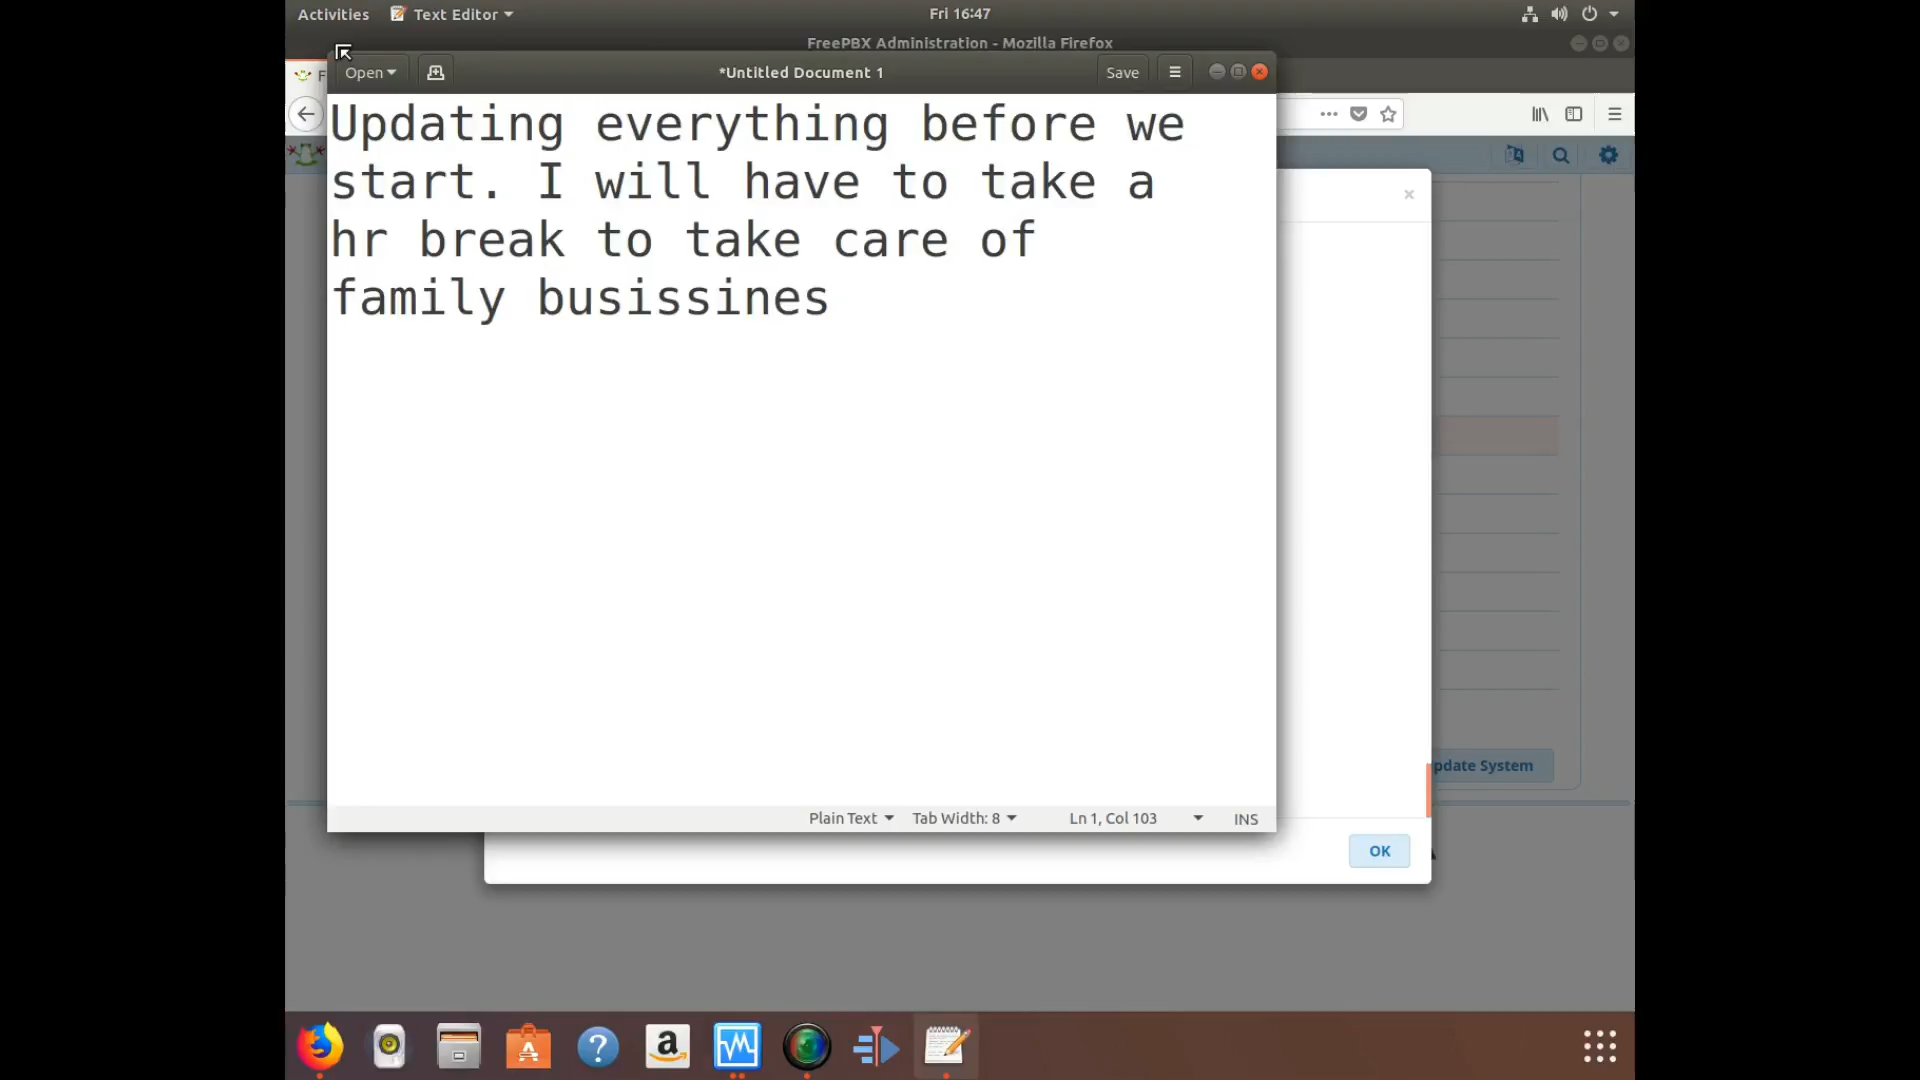 Activities Text Editor Fri 16:47
FreePBX Administration - Mozilla Firefox
Open *Untitled Document 1 Save
Updating everything before we
start. I will have to take a
hr break to take care of
family busissines
pdate System
Plain Text Tab Width: 8 Ln 1, Col 103 INS
OK